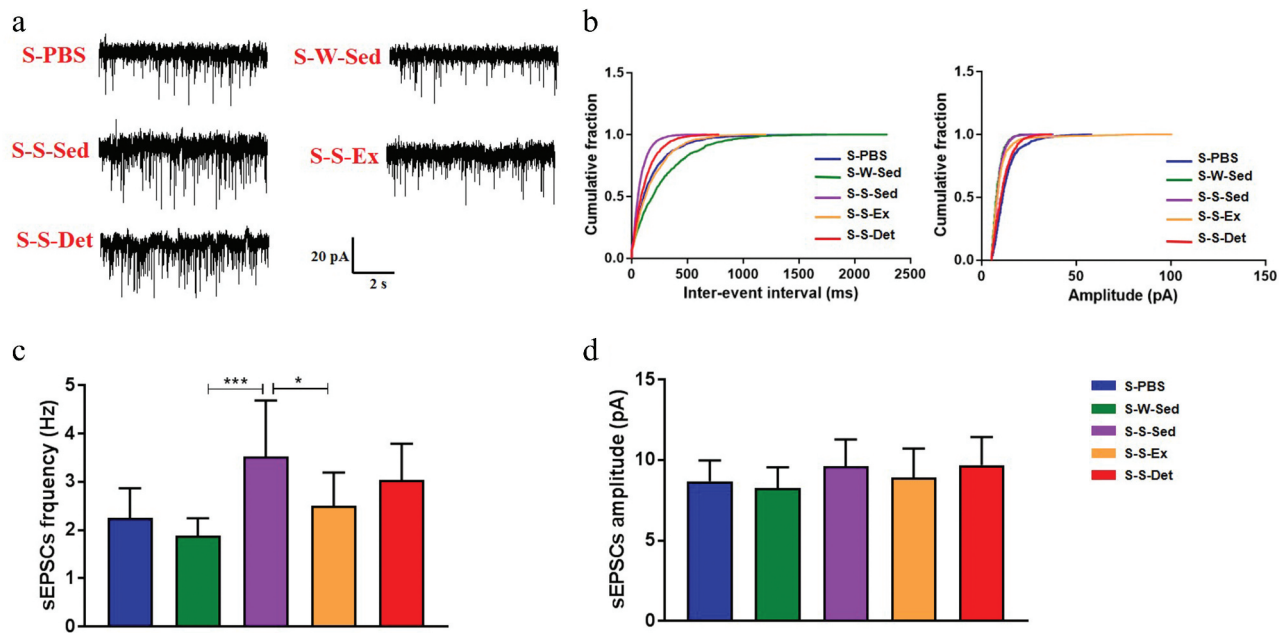 a
S-PBS
S-W-Sed
S-S-Sed
S-S-Ex
S-S-Det
20 pA
2 s
b
Cumulative fraction
1.5
1.0
0.5
0.0
0
500
1000
1500
2000
2500
Inter-event interval (ms)
S-PBS
S-W-Sed
S-S-Sed
S-S-Ex
S-S-Det
Cumulative fraction
1.5
1.0
0.5
0.0
0
50
100
150
Amplitude (pA)
S-PBS
S-W-Sed
S-S-Sed
S-S-Ex
S-S-Det
c
sEPSCs frquency (Hz)
5
4
3
2
1
0
***
*
d
sEPSCs amplitude (pA)
15
10
5
0
S-PBS
S-W-Sed
S-S-Sed
S-S-Ex
S-S-Det